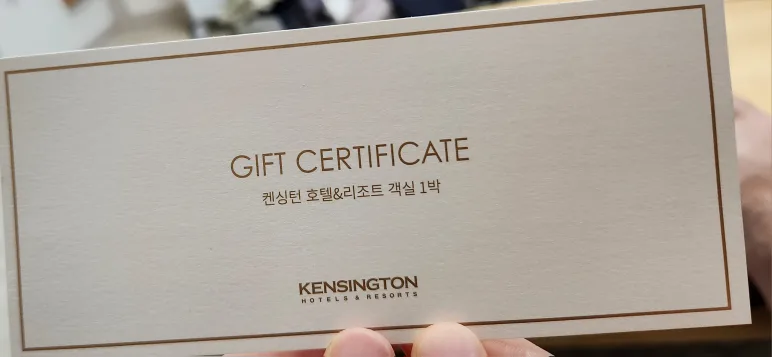 GIFT CERTIFICATE
켄싱턴 호텔&리조트 객실 1박
KENSINGTON
HOTELS & RESORTS